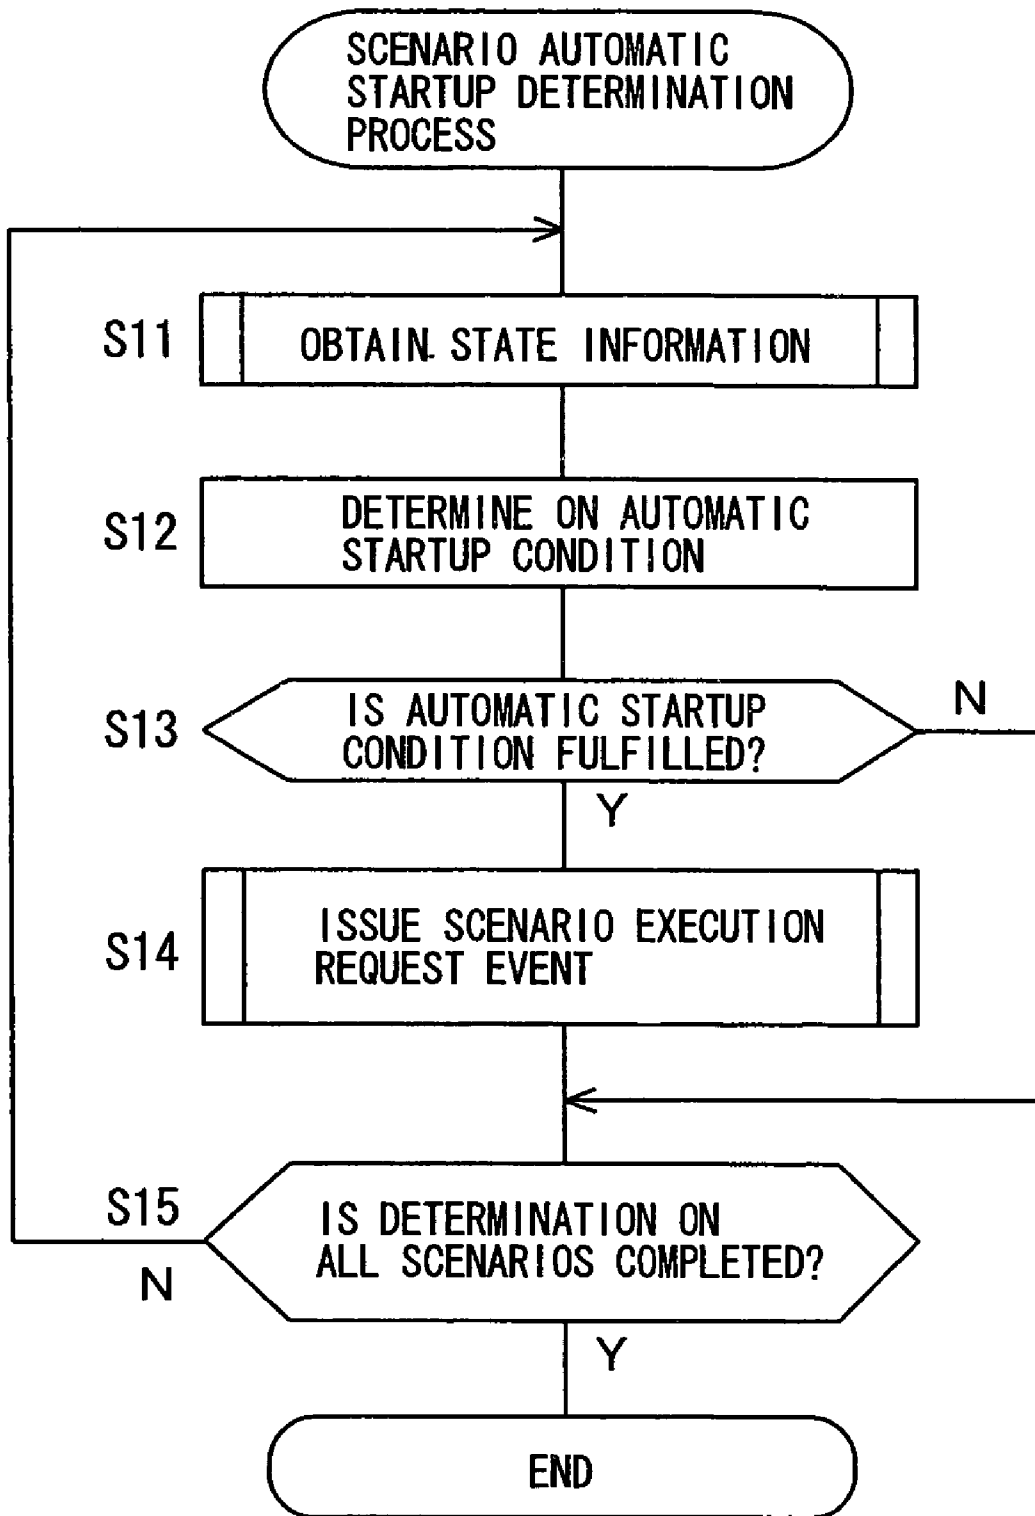 SCENARIO AUTOMATIC
STARTUP DETERMINATION
PROCESS
S11
OBTAIN STATE INFORMATION
S12
DETERMINE ON AUTOMATIC
STARTUP CONDITION
S13
IS AUTOMATIC STARTUP
CONDITION FULFILLED?
N
Y
S14
ISSUE SCENARIO EXECUTION
REQUEST EVENT
S15
IS DETERMINATION ON
ALL SCENARIOS COMPLETED?
N
Y
END